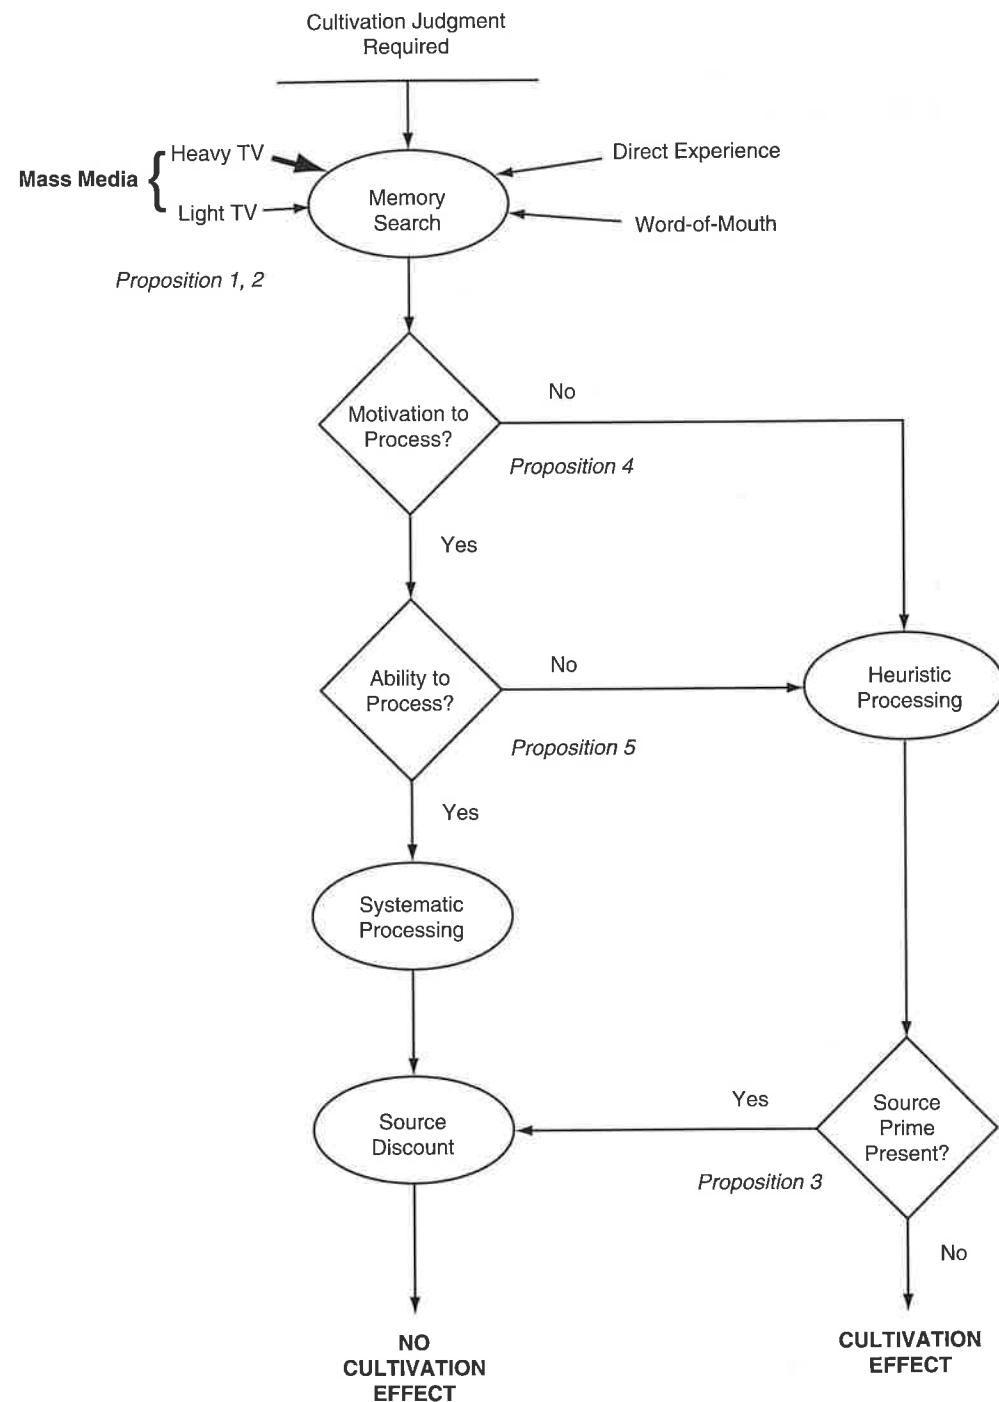 Cultivation Judgment
Required
Heavy TV
Direct Experience
Mass Media
Memory
Search
Light TV
Word-of-Mouth
Proposition 1, 2
No
Motivation to
Process?
Proposition 4
Yes
No
Ability to
Process?
Heuristic
Processing
Proposition 5
Yes
Systematic
Processing
Yes
Source
Prime
Present?
Source
Discount
Proposition 3
No
NO
CULTIVATION
EFFECT
CULTIVATION
EFFECT